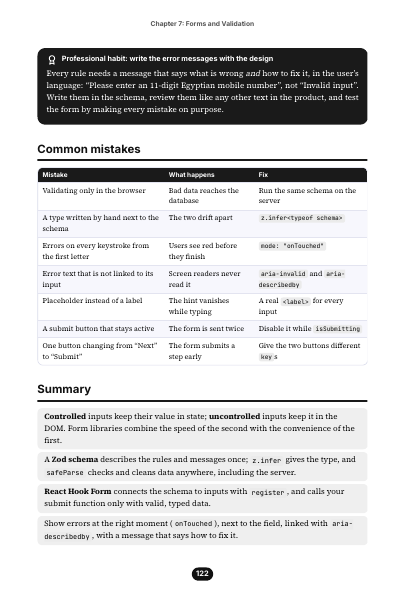 Chapter 7: Forms and Validation
Professional habit: write the error messages with the design
Every rule needs a message that says what is wrong and how to fix it, in the user's
language: "Please enter an 11-digit Egyptian mobile number", not "Invalid input".
Write them in the schema, review them like any other text in the product, and test
the form by making every mistake on purpose.
Common mistakes
Mistake What happens Fix
Validating only in the browser Bad data reaches the Run the same schema on the
database server
A type written by hand next to the The two drift apart z.infer<typeof schema>
schema
Errors on every keystroke from Users see red before mode: "onTouched"
the first letter they finish
Error text that is not linked to its Screen readers never aria-invalid and aria-
input read it describedby
Placeholder instead of a label The hint vanishes A real <label> for every
while typing input
A submit button that stays active The form is sent twice Disable it while isSubmitting
One button changing from "Next" The form submits a Give the two buttons different
to "Submit" step early key s
Summary
Controlled inputs keep their value in state; uncontrolled inputs keep it in the
DOM. Form libraries combine the speed of the second with the convenience of the
first.
A Zod schema describes the rules and messages once; z.infer gives the type, and
safeParse checks and cleans data anywhere, including the server.
React Hook Form connects the schema to inputs with register , and calls your
submit function only with valid, typed data.
Show errors at the right moment ( onTouched ), next to the field, linked with aria-
describedby , with a message that says how to fix it.
122